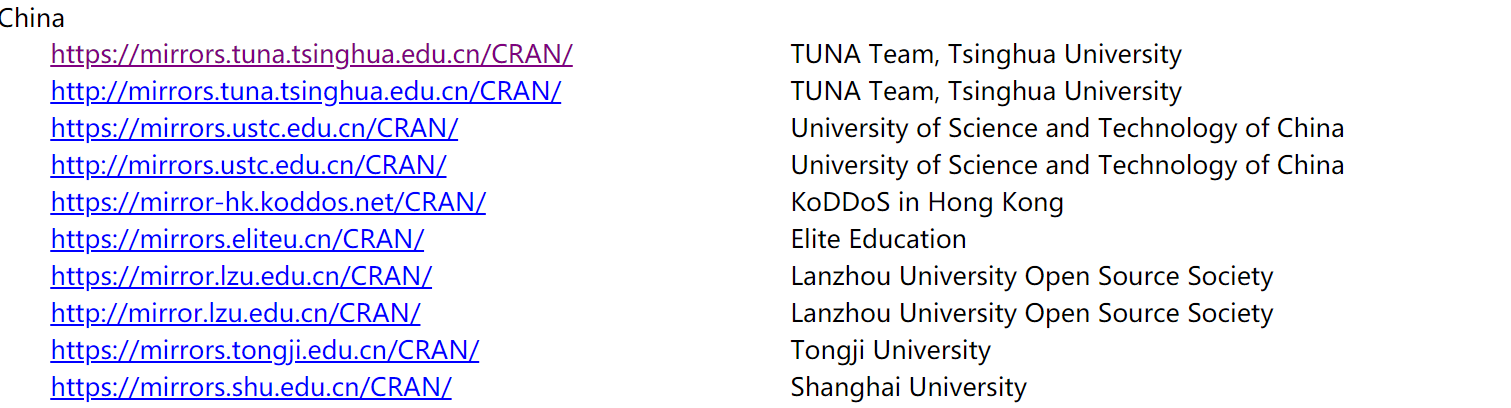 China
https://mirrors.tuna.tsinghua.edu.cn/CRAN/ TUNA Team, Tsinghua University
http://mirrors.tuna.tsinghua.edu.cn/CRAN/ TUNA Team, Tsinghua University
https://mirrors.ustc.edu.cn/CRAN/ University of Science and Technology of China
http://mirrors.ustc.edu.cn/CRAN/ University of Science and Technology of China
https://mirror-hk.koddos.net/CRAN/ KoDDoS in Hong Kong
https://mirrors.eliteu.cn/CRAN/ Elite Education
https://mirror.lzu.edu.cn/CRAN/ Lanzhou University Open Source Society
http://mirror.lzu.edu.cn/CRAN/ Lanzhou University Open Source Society
https://mirrors.tongji.edu.cn/CRAN/ Tongji University
https://mirrors.shu.edu.cn/CRAN/ Shanghai University